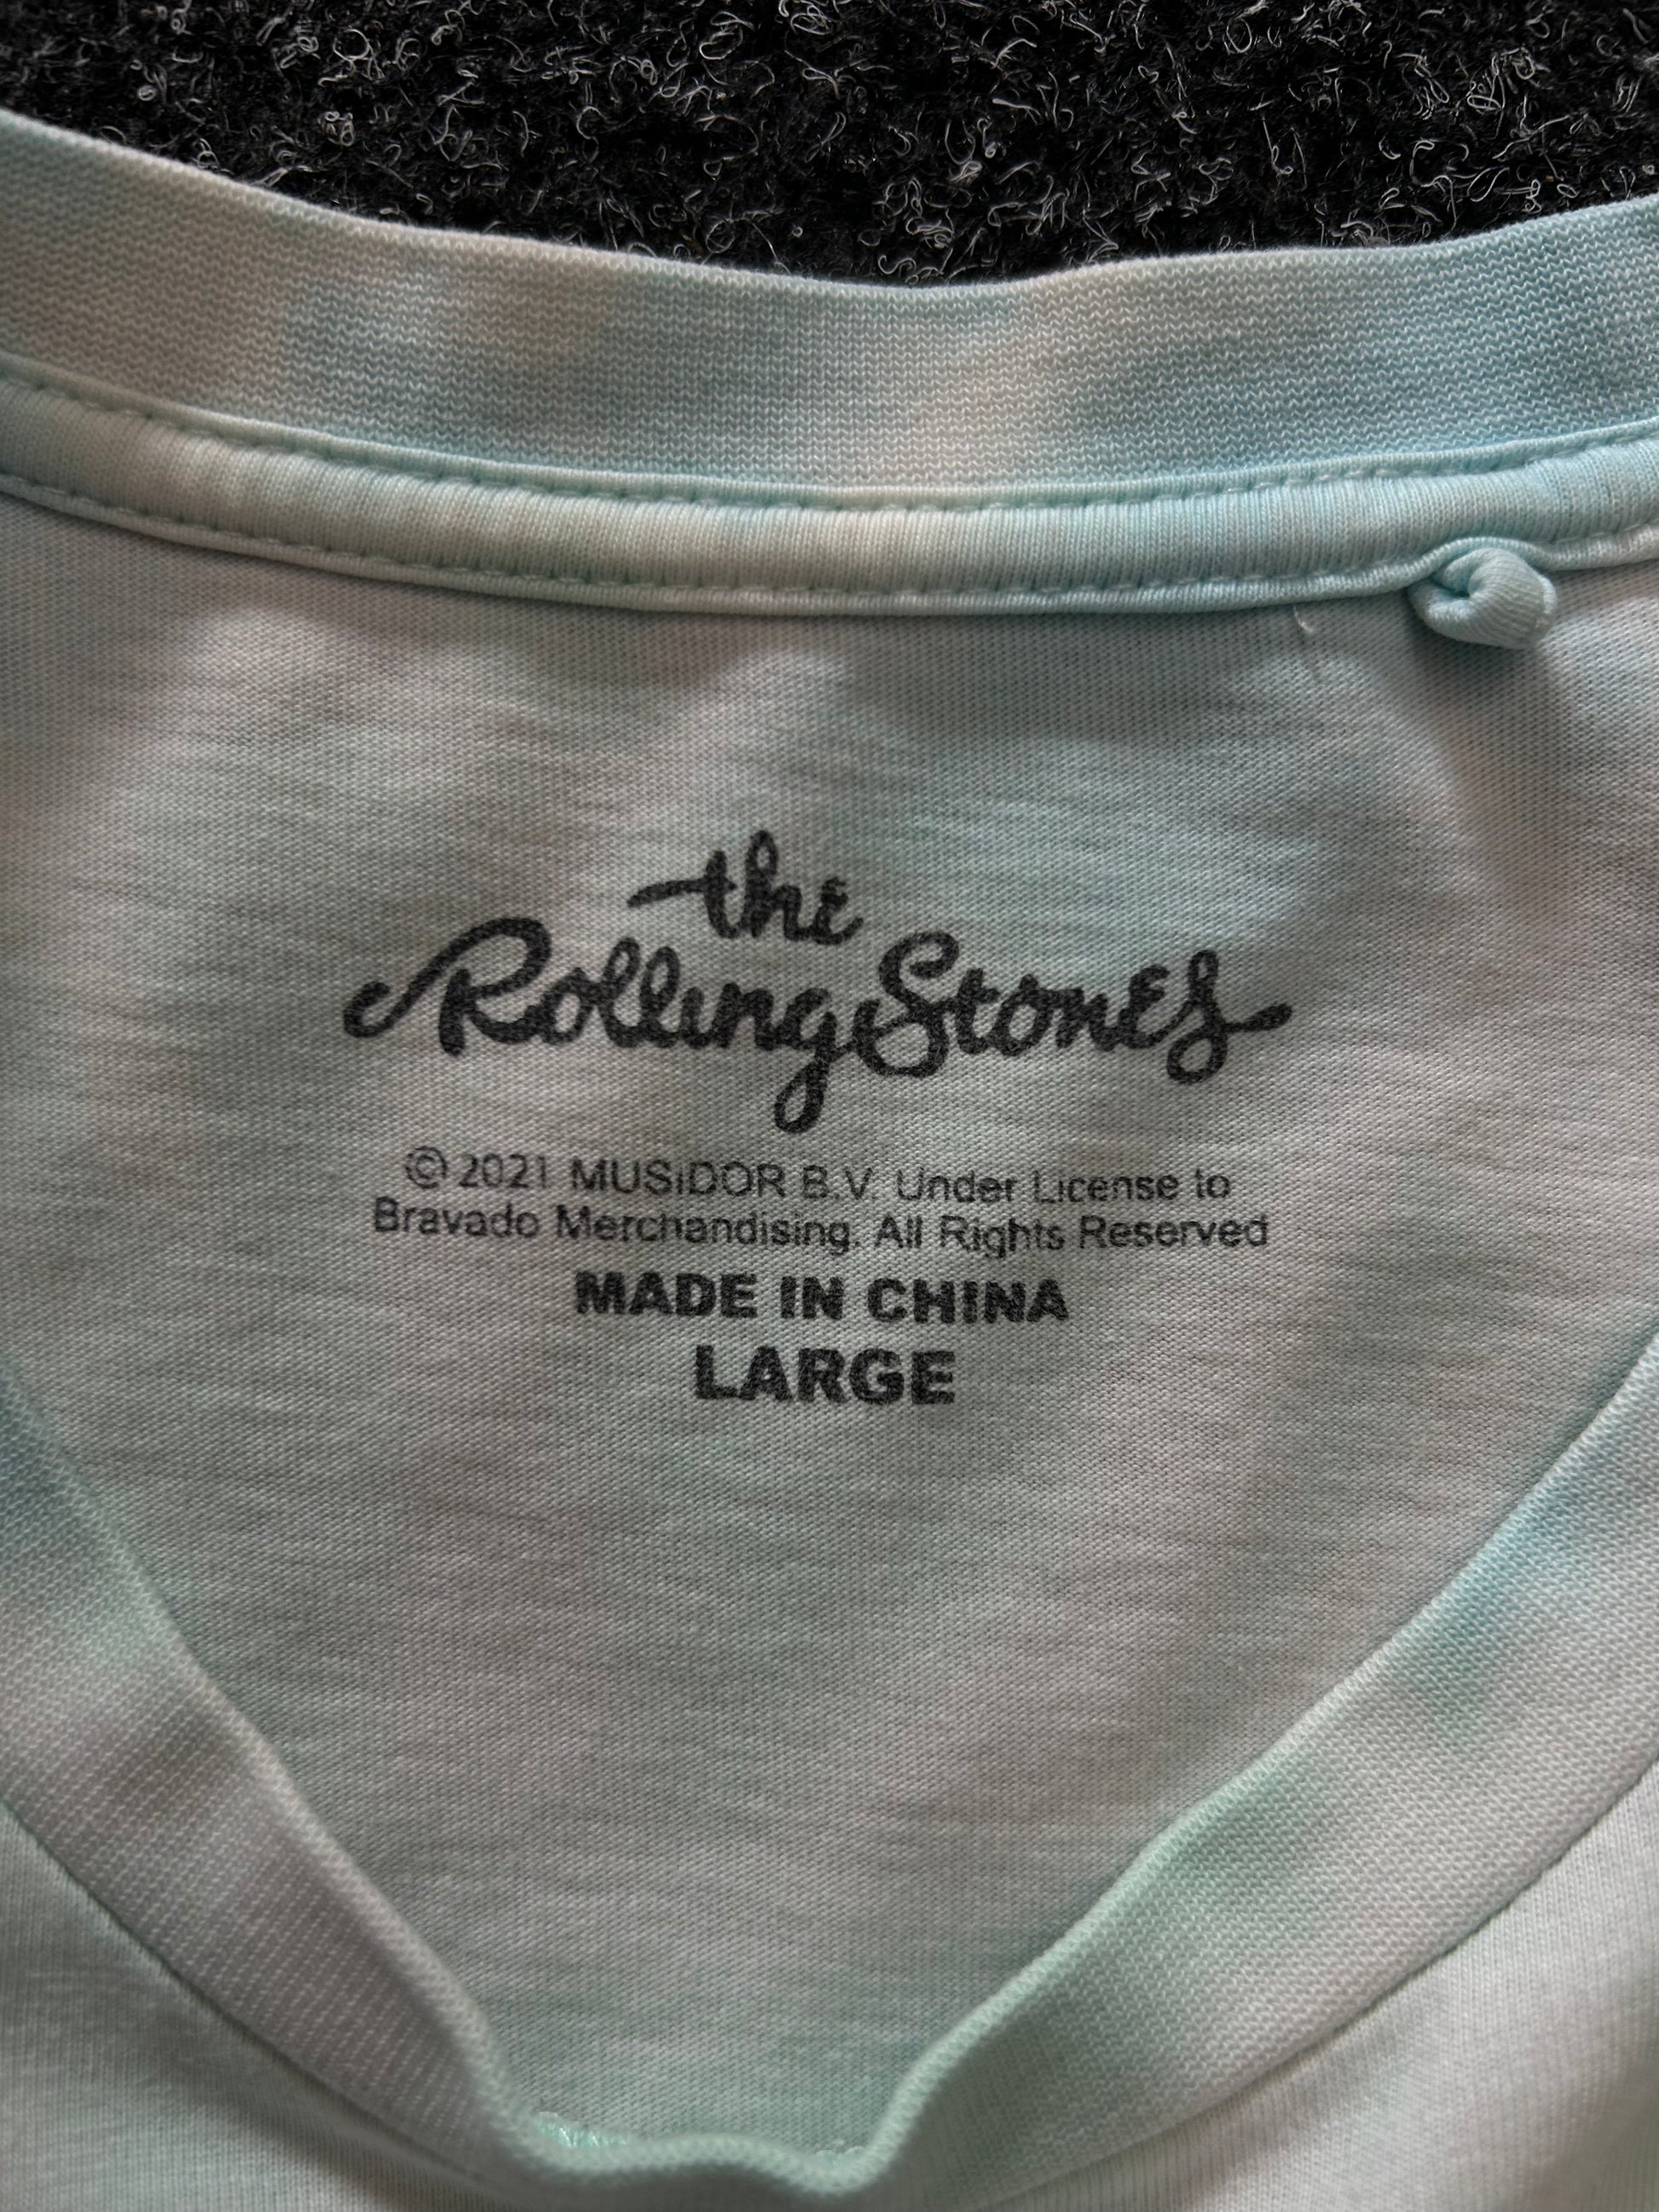 the
Rolling Stones
© 2021 MUSiDOR B.V. Under License to
Bravado Merchandising. All Rights Reserved
MADE IN CHINA
LARGE